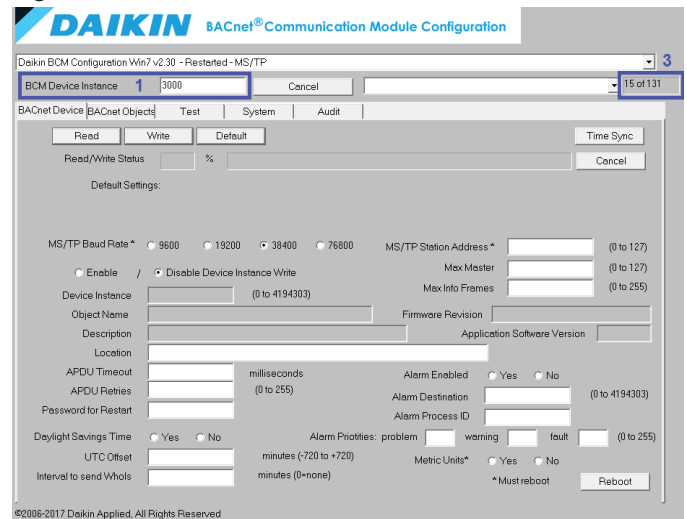 DAIKIN BACnet® Communication Module Configuration
Daikin BCM Configuration Win7 v2.30 - Restarted - MS/TP
3
BCM Device Instance 1 3000 Cancel 15 of 131
BACnet Device BACnet Objects Test System Audit
Read Write Default Time Sync
Read/Write Status % Cancel
Default Settings:
MS/TP Baud Rate * 9600 19200 38400 76800 MS/TP Station Address * (0 to 127)
Enable / Disable Device Instance Write Max Master (0 to 127)
Device Instance (0 to 4194303) Max Info Frames (0 to 255)
Object Name Firmware Revision
Description Application Software Version
Location
APDU Timeout milliseconds Alarm Enabled Yes No
APDU Retries (0 to 255) Alarm Destination (0 to 4194303)
Password for Restart Alarm Process ID
Daylight Savings Time Yes No Alarm Priotities: problem warning fault (0 to 255)
UTC Offset minutes (-720 to +720) Metric Units* Yes No
Interval to send WhoIs minutes (0=none) * Must reboot Reboot
©2006-2017 Daikin Applied, All Rights Reserved